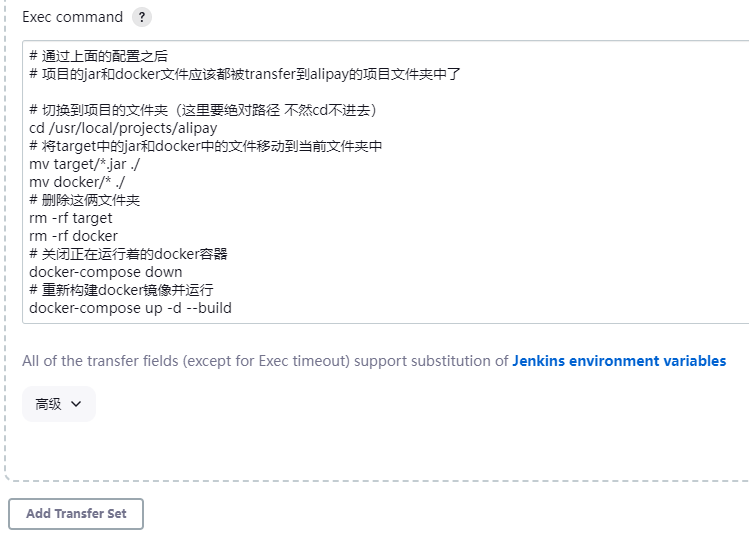 Exec command ?
# 通过上面的配置之后
# 项目的jar和docker文件应该都被transfer到alipay的项目文件夹中了
# 切换到项目的文件夹（这里要绝对路径 不然cd不进去）
cd /usr/local/projects/alipay
# 将target中的jar和docker中的文件移动到当前文件夹中
mv target/*.jar ./
mv docker/* ./
# 删除这俩文件夹
rm -rf target
rm -rf docker
# 关闭正在运行着的docker容器
docker-compose down
# 重新构建docker镜像并运行
docker-compose up -d --build
All of the transfer fields (except for Exec timeout) support substitution of Jenkins environment variables
高级
Add Transfer Set